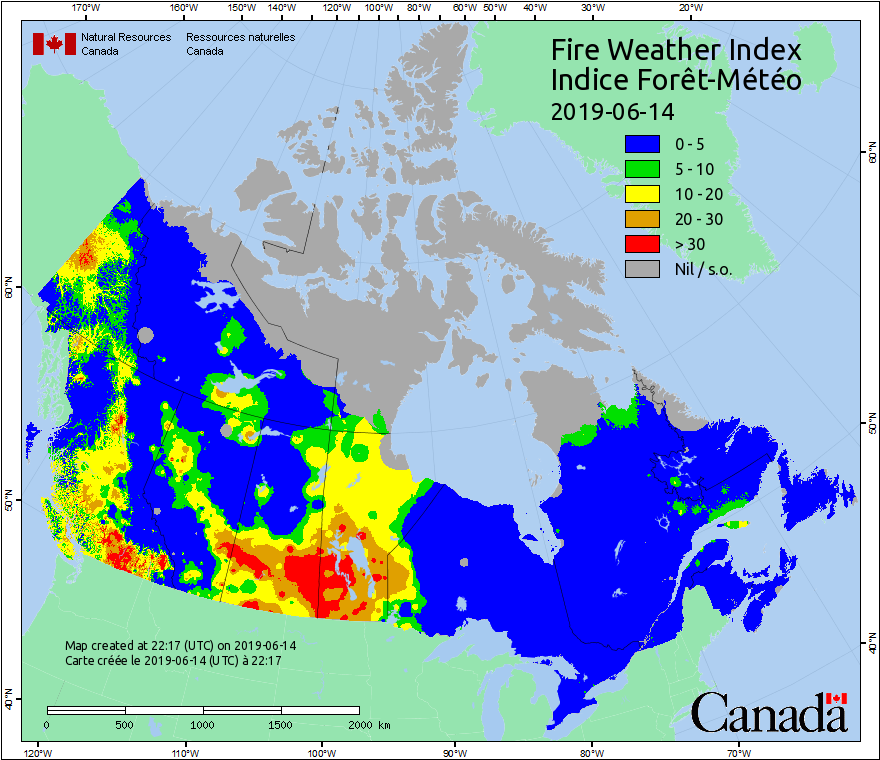 170°W 160°W 150°W 140°W 120°W 100°W 80°W 60°W 50°W 40°W 30°W 20°W
Natural Resources Ressources naturelles
Canada Canada
Fire Weather Index
Indice Forêt-Météo
2019-06-14
0 - 5
5 - 10
10 - 20
20 - 30
> 30
Nil / s.o.
60°N 60°N
50°N 50°N
40°N 40°N
Map created at 22:17 (UTC) on 2019-06-14
Carte créée le 2019-06-14 (UTC) à 22:17
0 500 1000 1500 2000 km
Canada
120°W 110°W 100°W 90°W 80°W 70°W